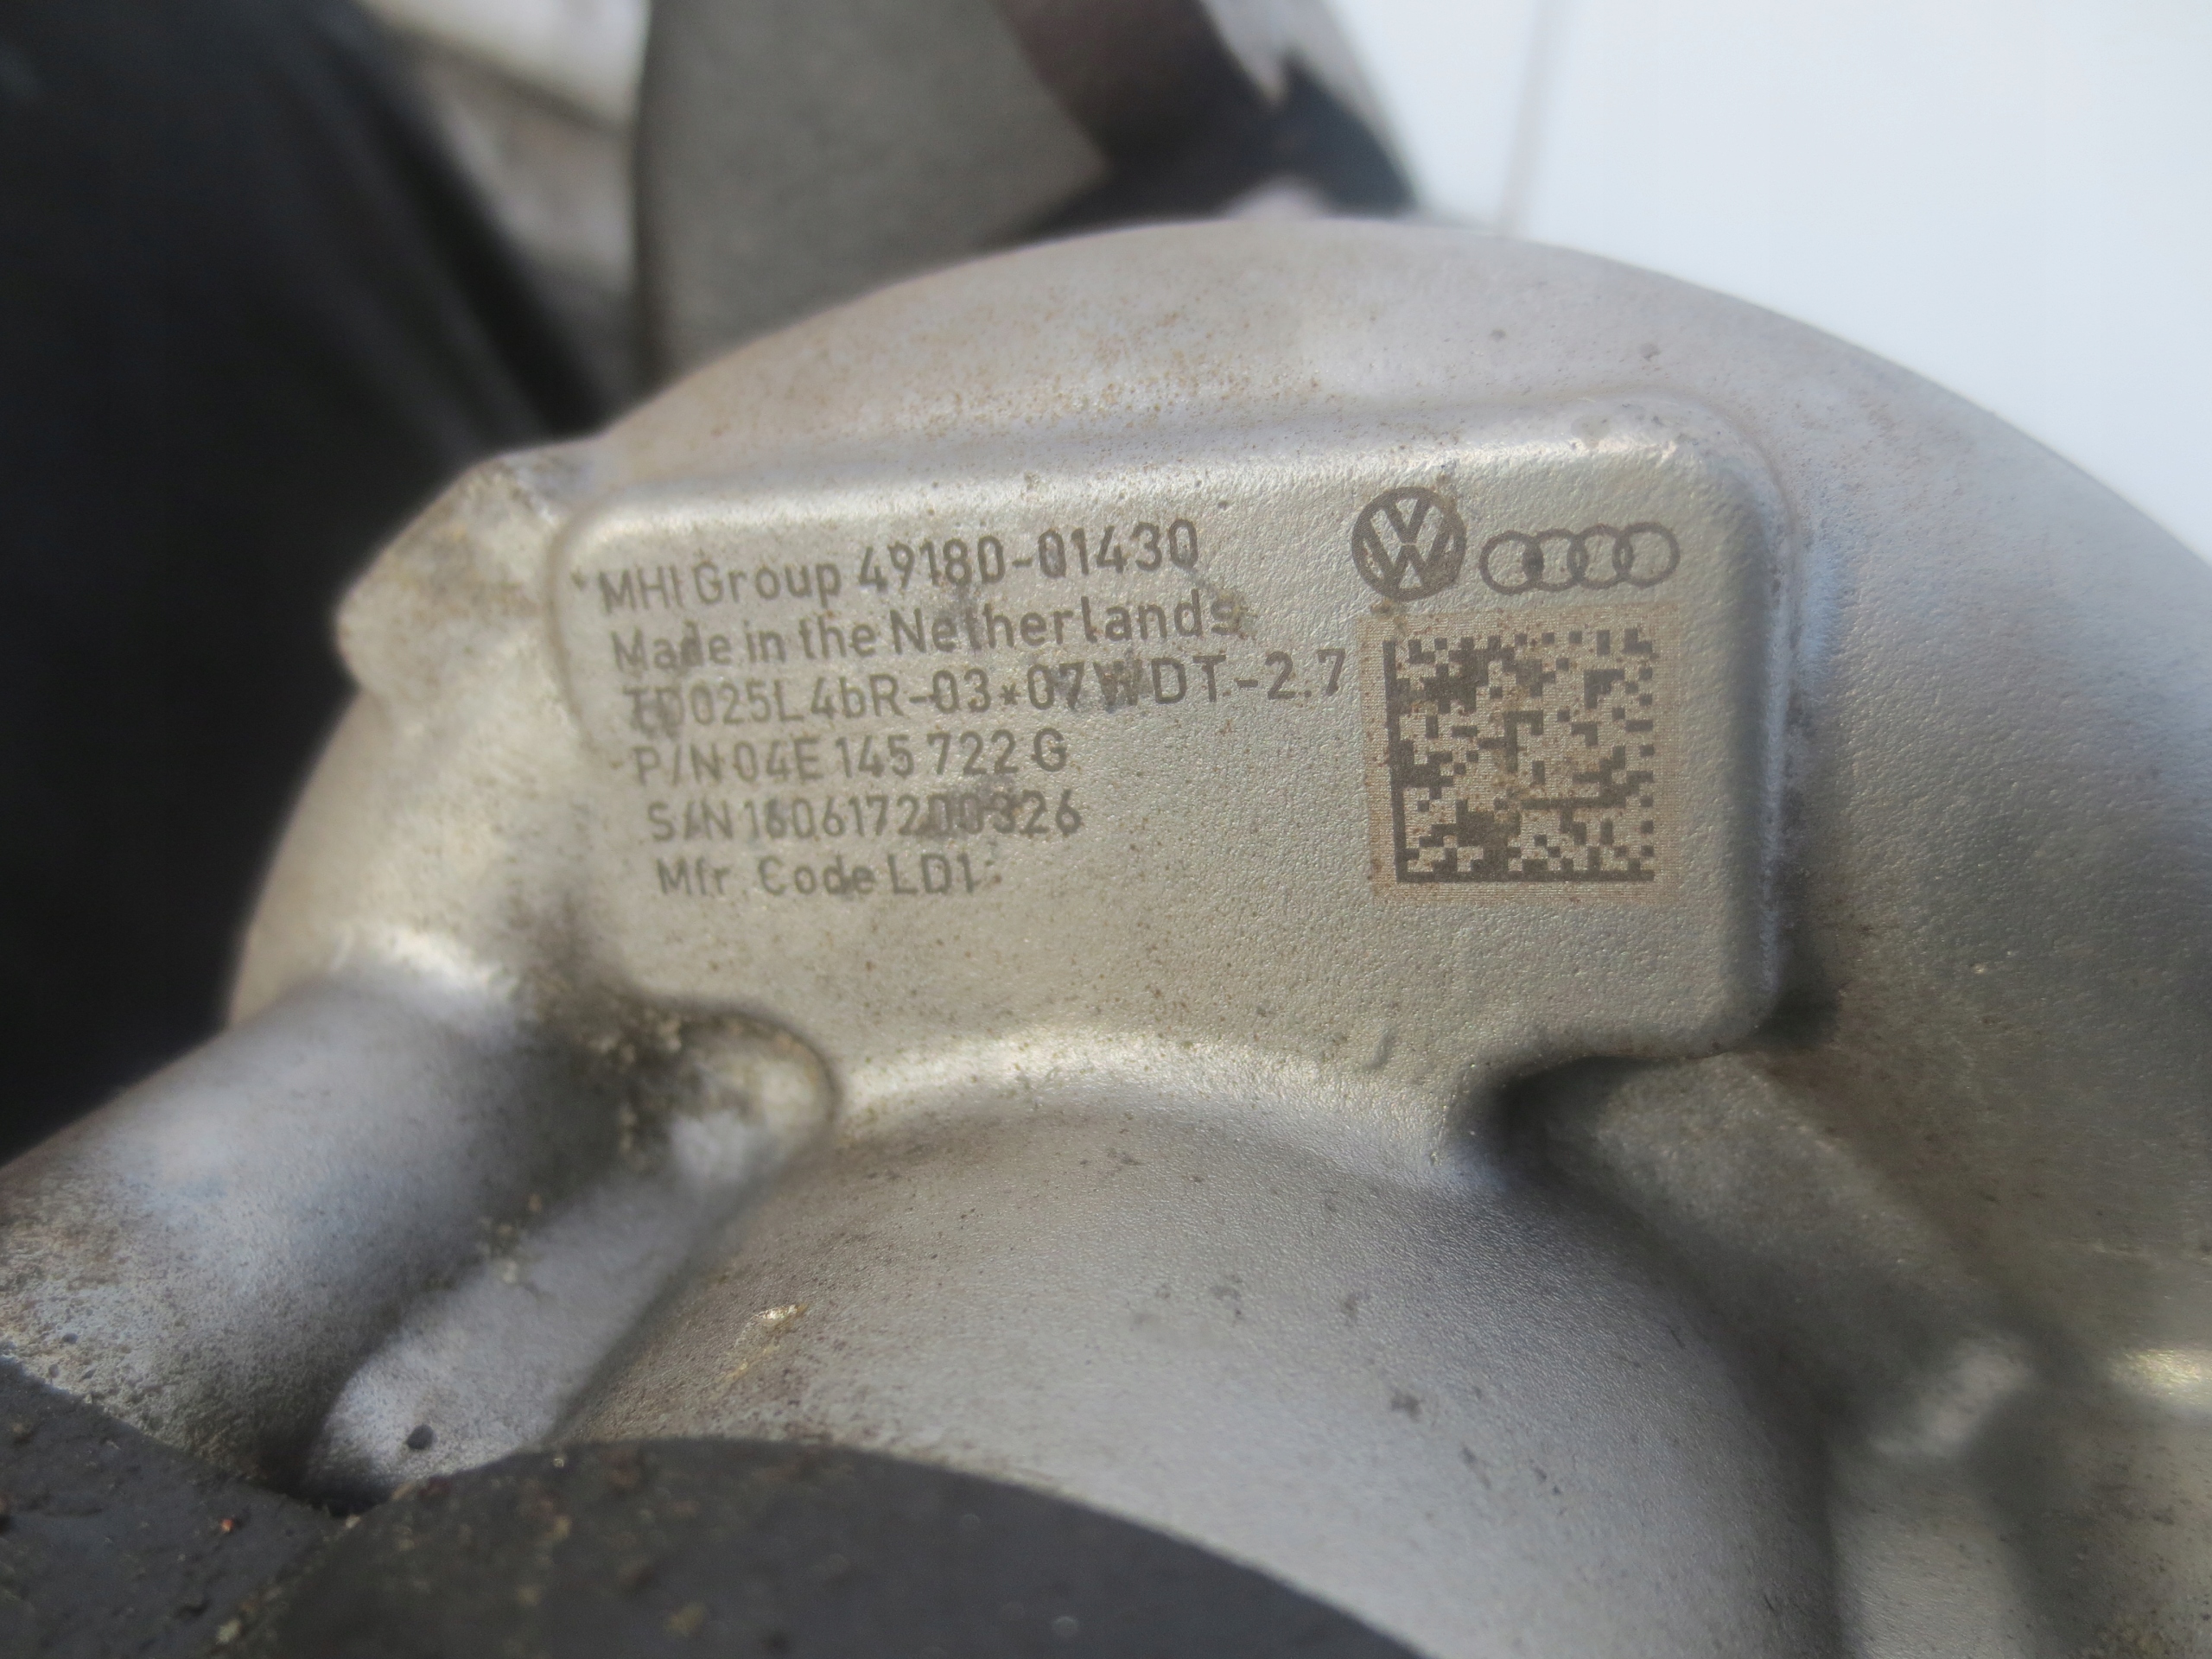 MHI Group 49180-01430
Made in the Netherlands
TD025L4bR-03*07WDT-2.7
P/N 04E 145 722 G
S/N 160617200326
Mfr. Code LD1